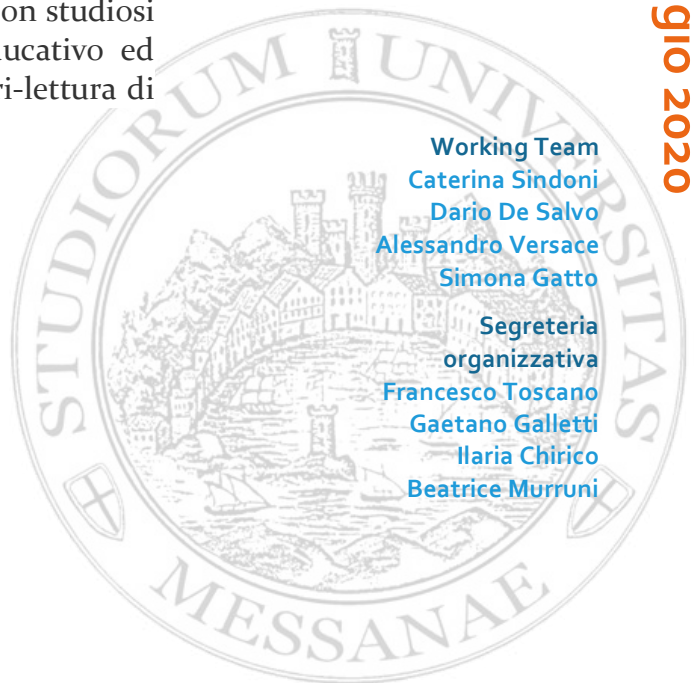 on studiosi
ucativo ed
ri-lettura di
gio 2020
Working Team
Caterina Sindoni
Dario De Salvo
Alessandro Versace
Simona Gatto
Segreteria
organizzativa
Francesco Toscano
Gaetano Galletti
Ilaria Chirico
Beatrice Murruni
STUDIORUM UNIVERSITAS
MESSANAE